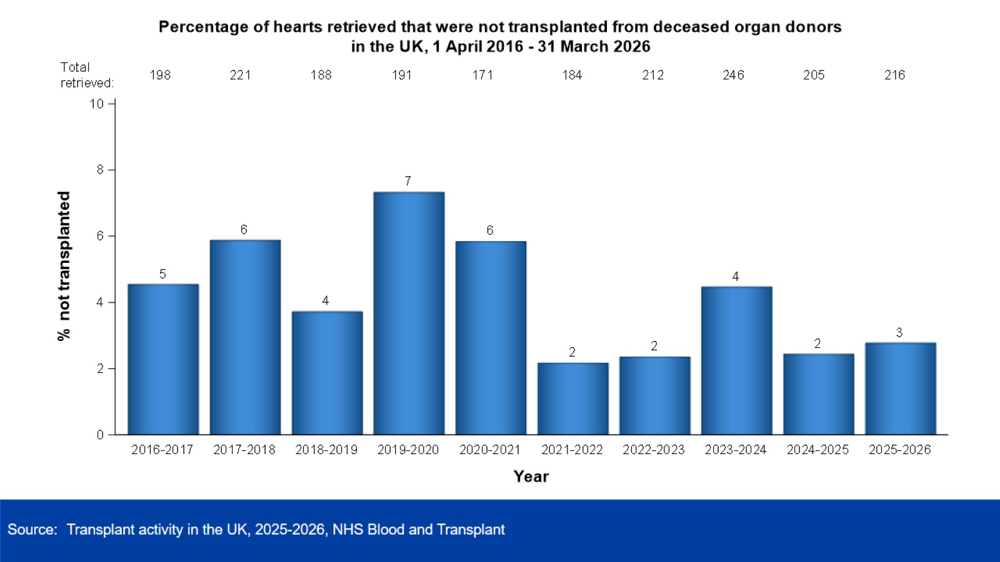 Percentage of hearts retrieved that were not transplanted from deceased organ donors
in the UK, 1 April 2016 - 31 March 2026
Total
retrieved:
198 221 188 191 171 184 212 246 205 216
10
8
6
4
2
0
% not transplanted
5 6 4 7 6 2 2 4 2 3
2016-2017 2017-2018 2018-2019 2019-2020 2020-2021 2021-2022 2022-2023 2023-2024 2024-2025 2025-2026
Year
Source: Transplant activity in the UK, 2025-2026, NHS Blood and Transplant